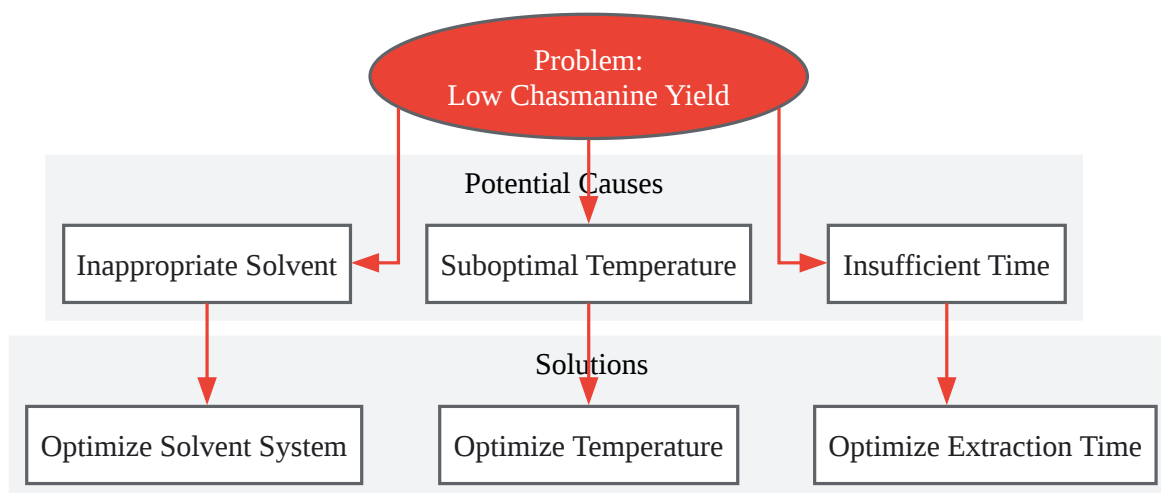 Problem:
Low Chasmanine Yield
Potential Causes
Inappropriate Solvent
Suboptimal Temperature
Insufficient Time
Solutions
Optimize Solvent System
Optimize Temperature
Optimize Extraction Time